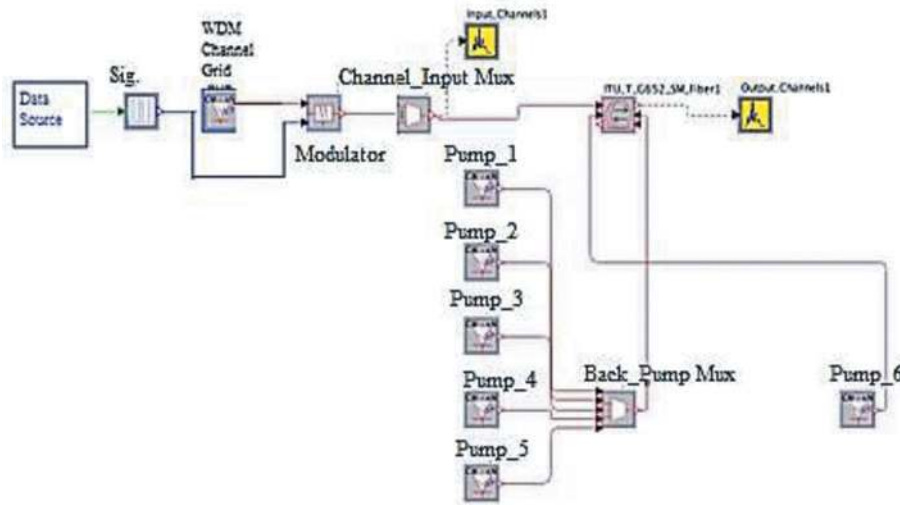 Input_Channels1
WDM
Channel
Grid
Sig.
Channel_Input Mux
ITU_T_G652_SM_Fiber1
Output_Channels1
Data
Source
Modulator
Pump_1
Pump_2
Pump_3
Pump_4
Back_Pump Mux
Pump_6
Pump_5